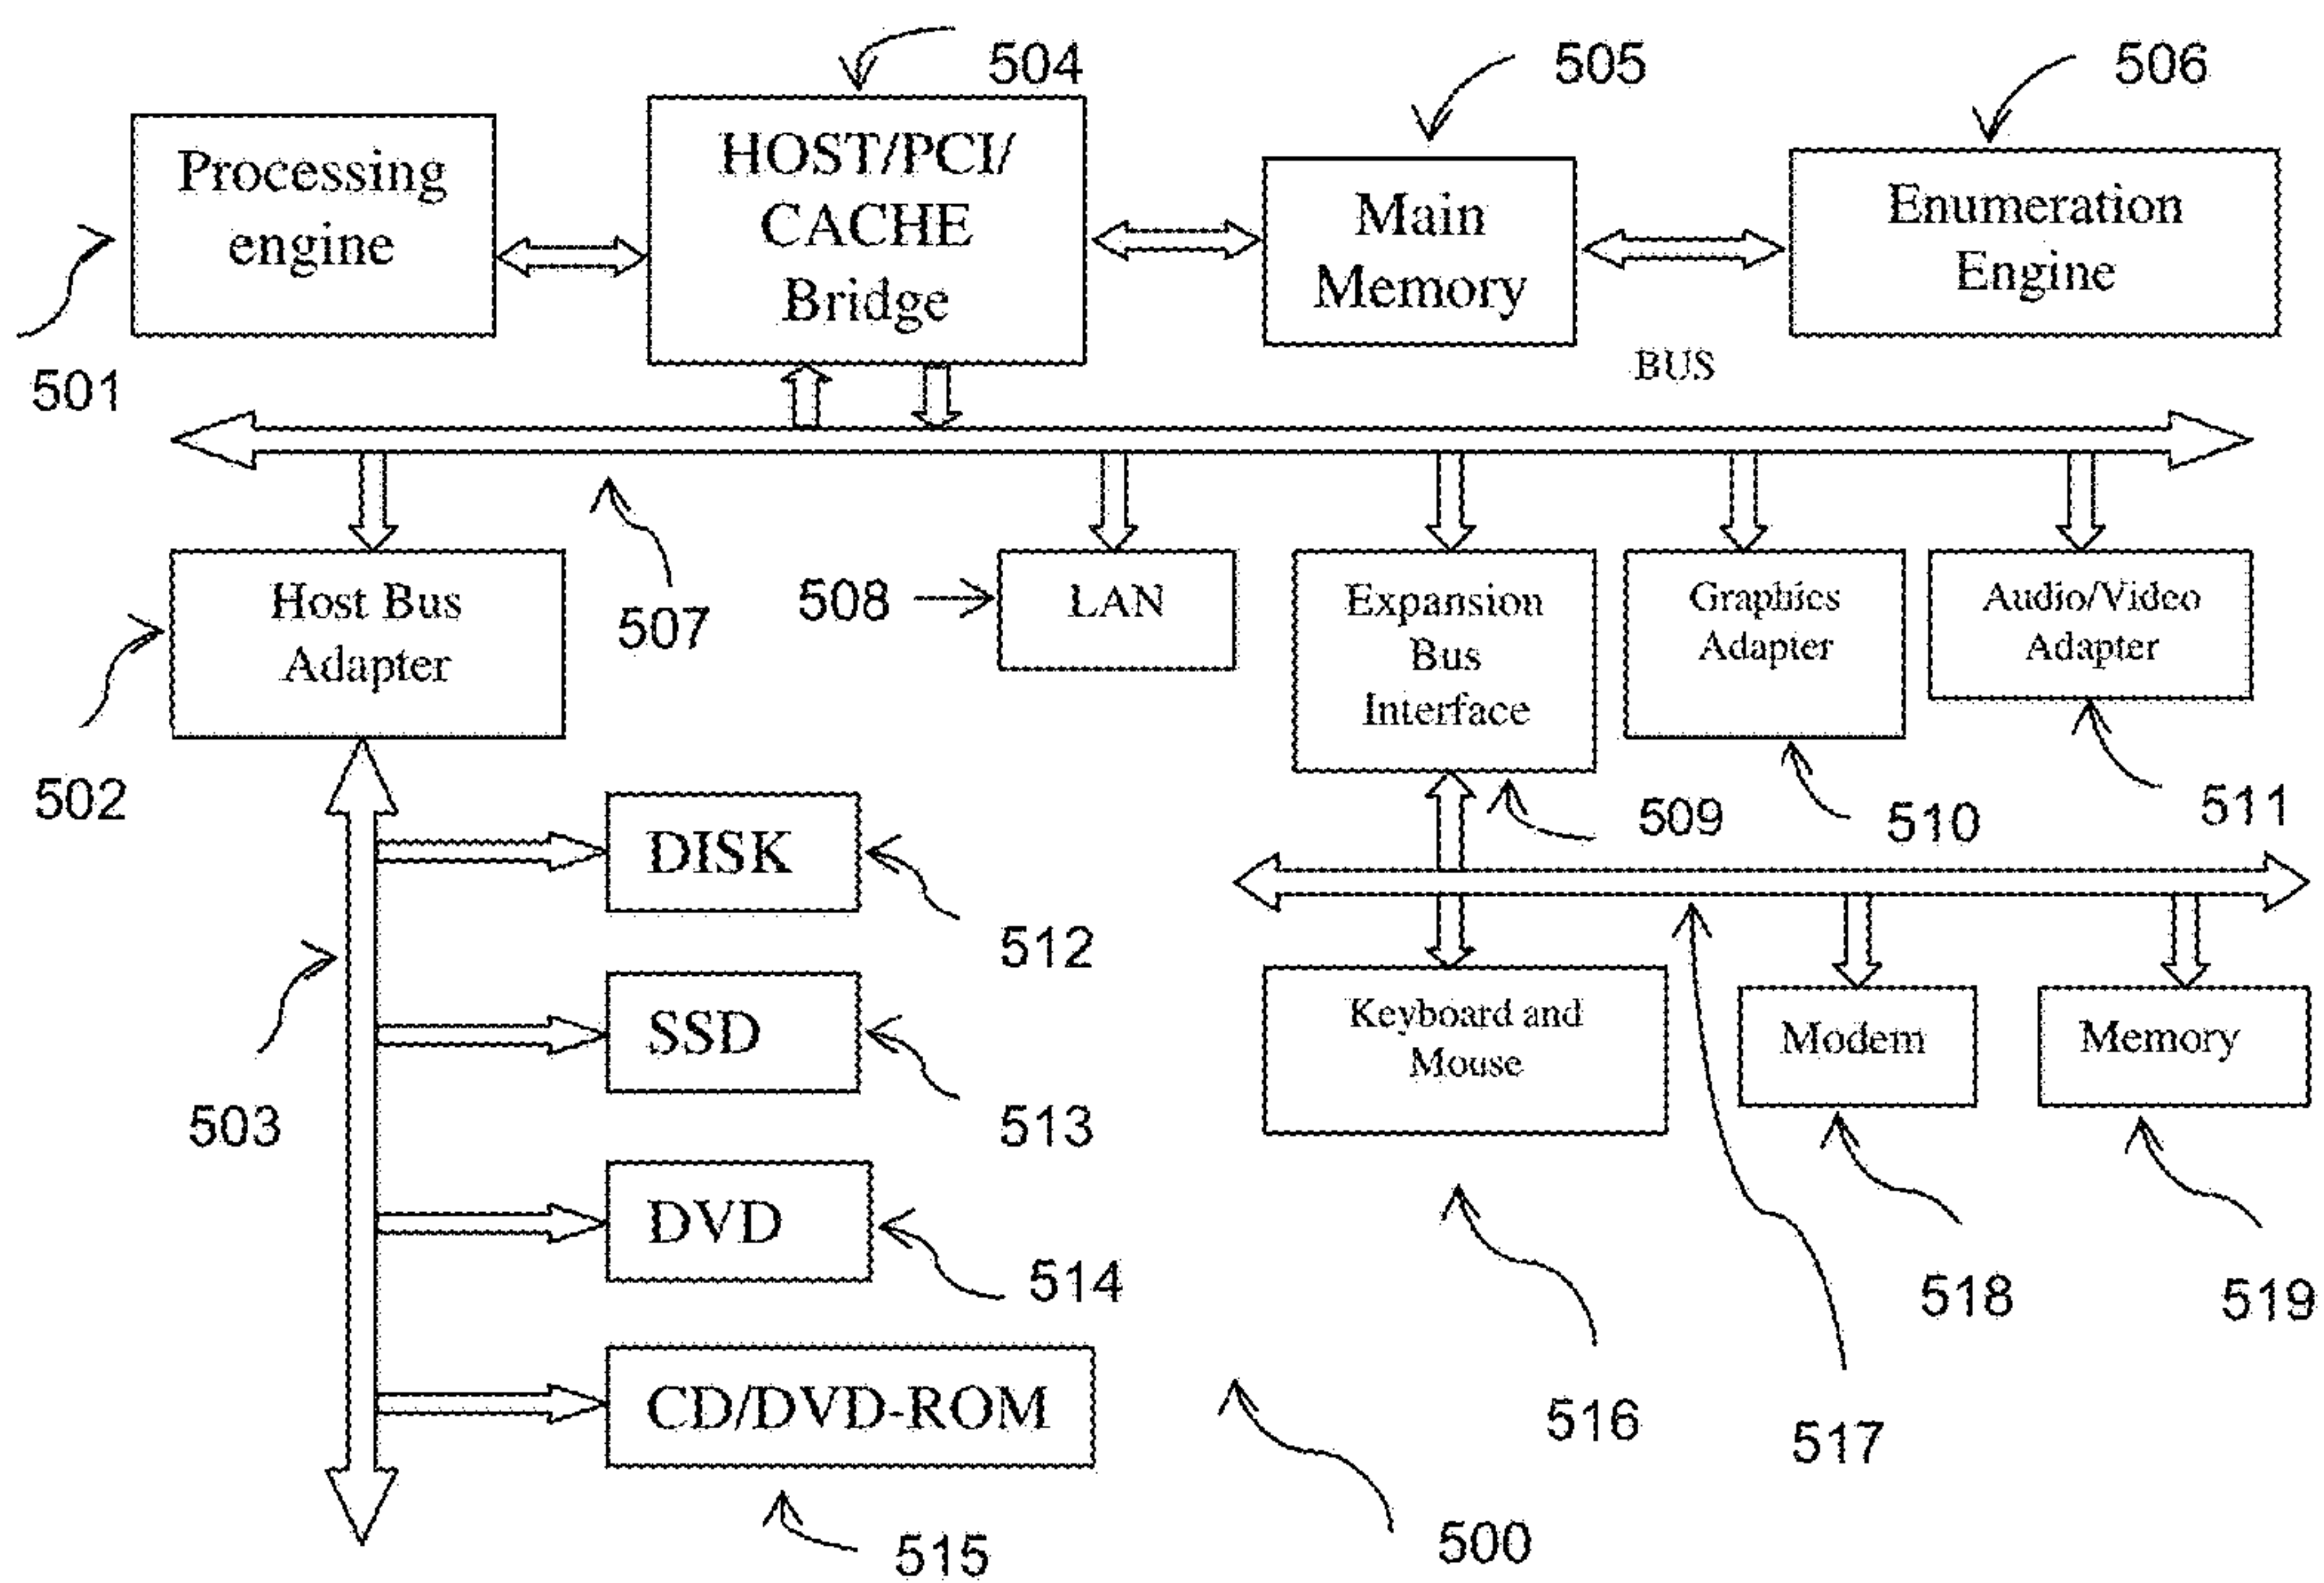 504
505
506
Processing
engine
HOST/PCI/
CACHE
Bridge
Main
Memory
Enumeration
Engine
501
BUS
Host Bus
Adapter
507
508
LAN
Expansion
Bus
Interface
Graphics
Adapter
Audio/Video
Adapter
502
509
510
511
DISK
512
503
SSD
513
Keyboard and
Mouse
Modem
Memory
DVD
514
518
519
CD/DVD-ROM
516
517
515
500